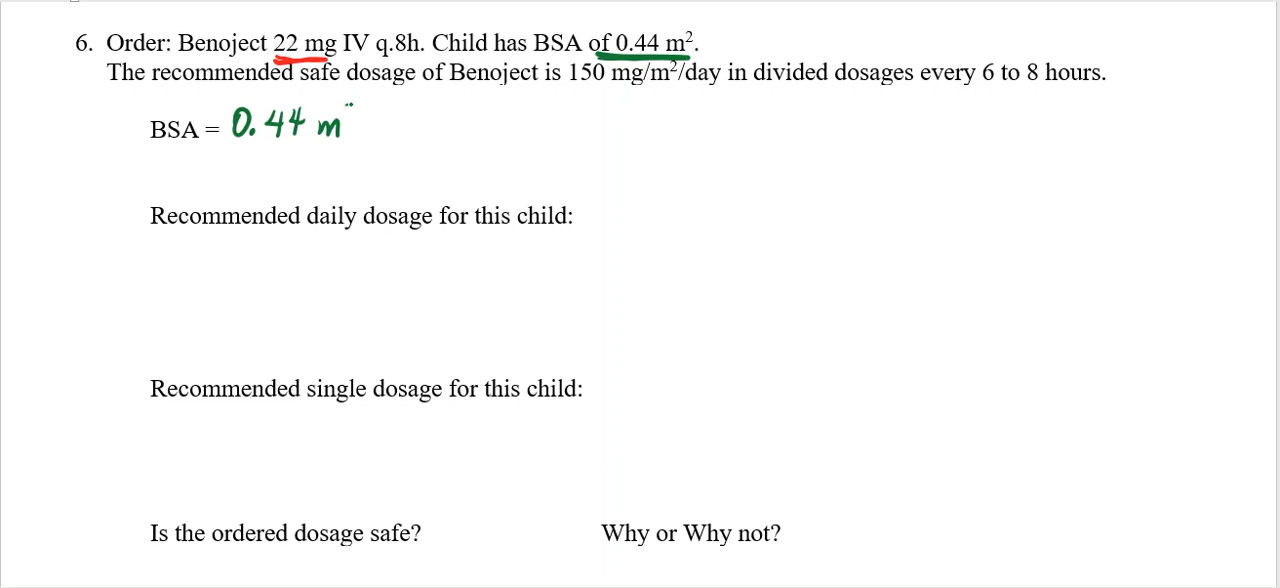 6. Order: Benoject 22 mg IV q.8h. Child has BSA of 0.44 m².
The recommended safe dosage of Benoject is 150 mg/m²/day in divided dosages every 6 to 8 hours.
BSA = 0.44 m
Recommended daily dosage for this child:
Recommended single dosage for this child:
Is the ordered dosage safe? Why or Why not?